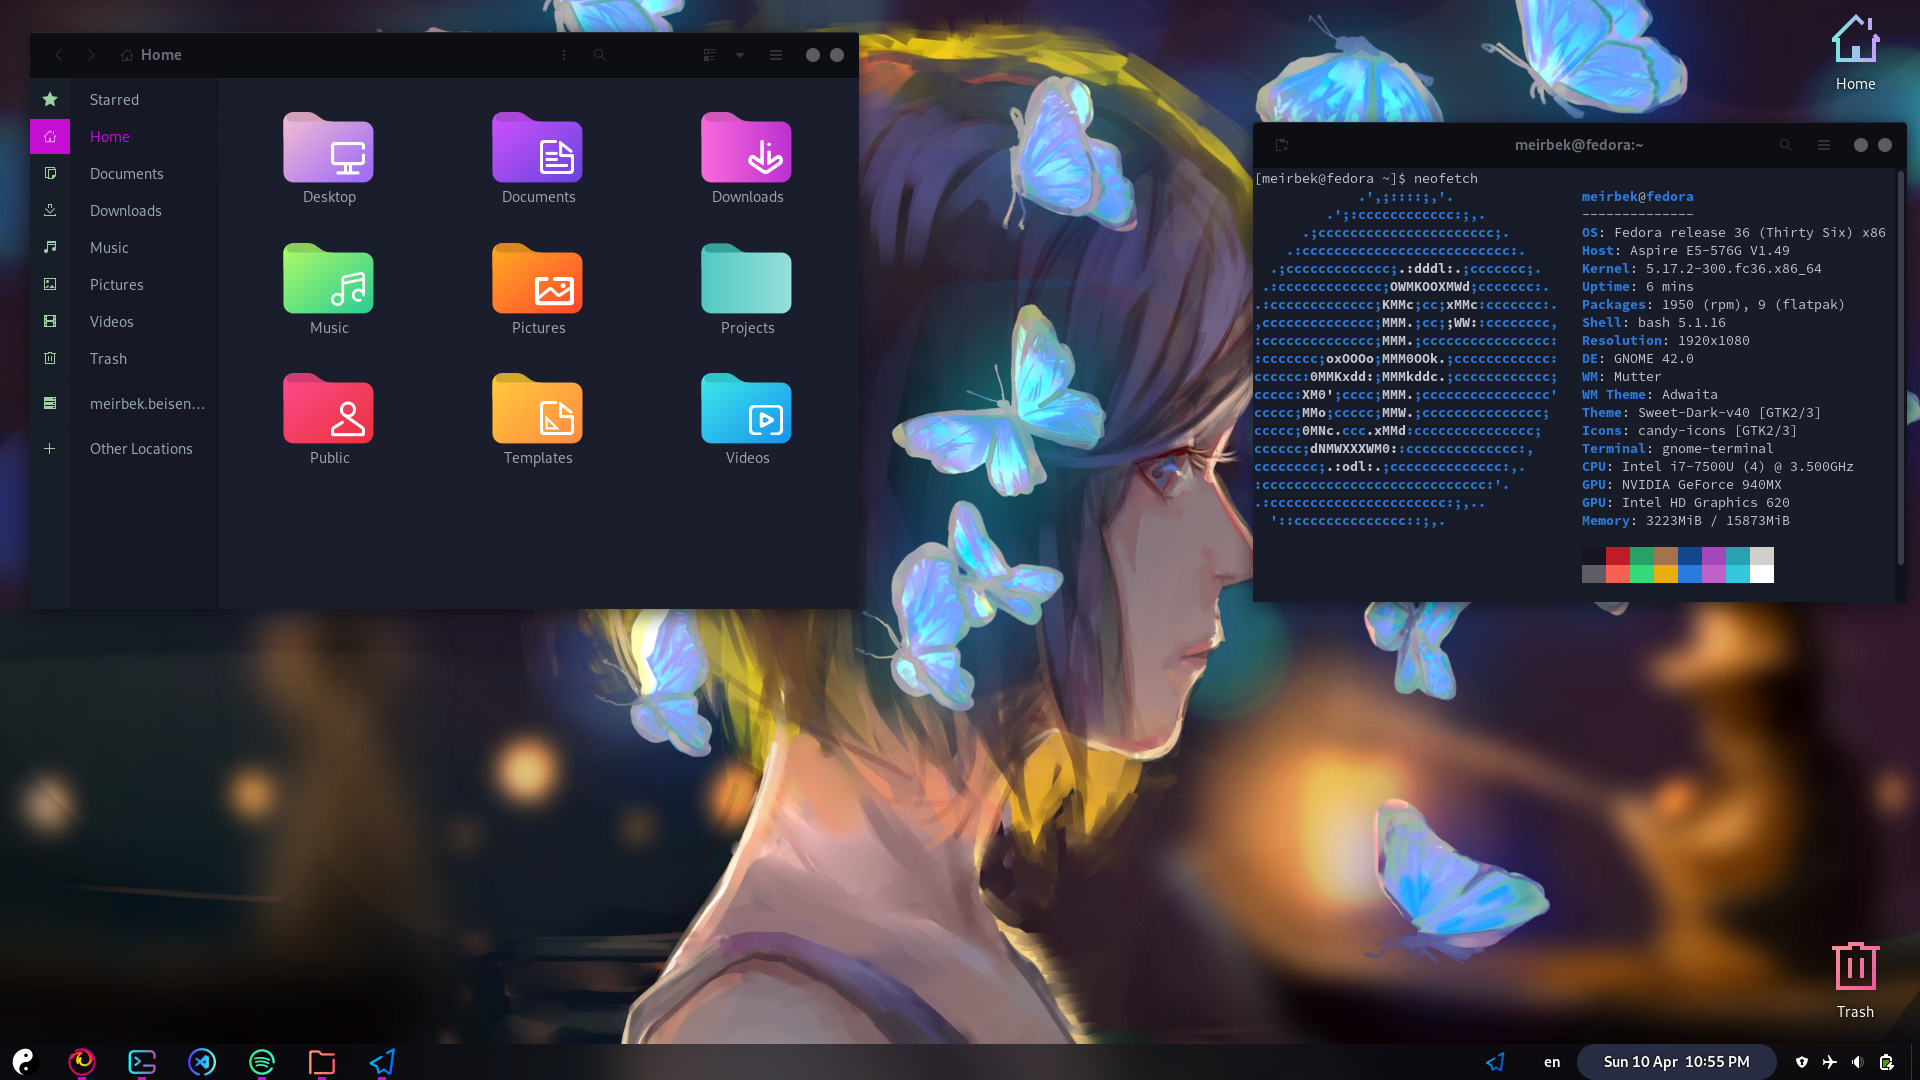 Home
Starred
Home
Documents
Downloads
Music
Pictures
Videos
Trash
meirbek.beisen...
Other Locations
Desktop
Documents
Downloads
Music
Pictures
Projects
Public
Templates
Videos
Home
meirbek@fedora:~
[meirbek@fedora ~]$ neofetch
meirbek@fedora
--------------
OS: Fedora release 36 (Thirty Six) x86
Host: Aspire E5-576G V1.49
Kernel: 5.17.2-300.fc36.x86_64
Uptime: 6 mins
Packages: 1950 (rpm), 9 (flatpak)
Shell: bash 5.1.16
Resolution: 1920x1080
DE: GNOME 42.0
WM: Mutter
WM Theme: Adwaita
Theme: Sweet-Dark-v40 [GTK2/3]
Icons: candy-icons [GTK2/3]
Terminal: gnome-terminal
CPU: Intel i7-7500U (4) @ 3.500GHz
GPU: NVIDIA GeForce 940MX
GPU: Intel HD Graphics 620
Memory: 3223MiB / 15873MiB
Trash
en
Sun 10 Apr 10:55 PM